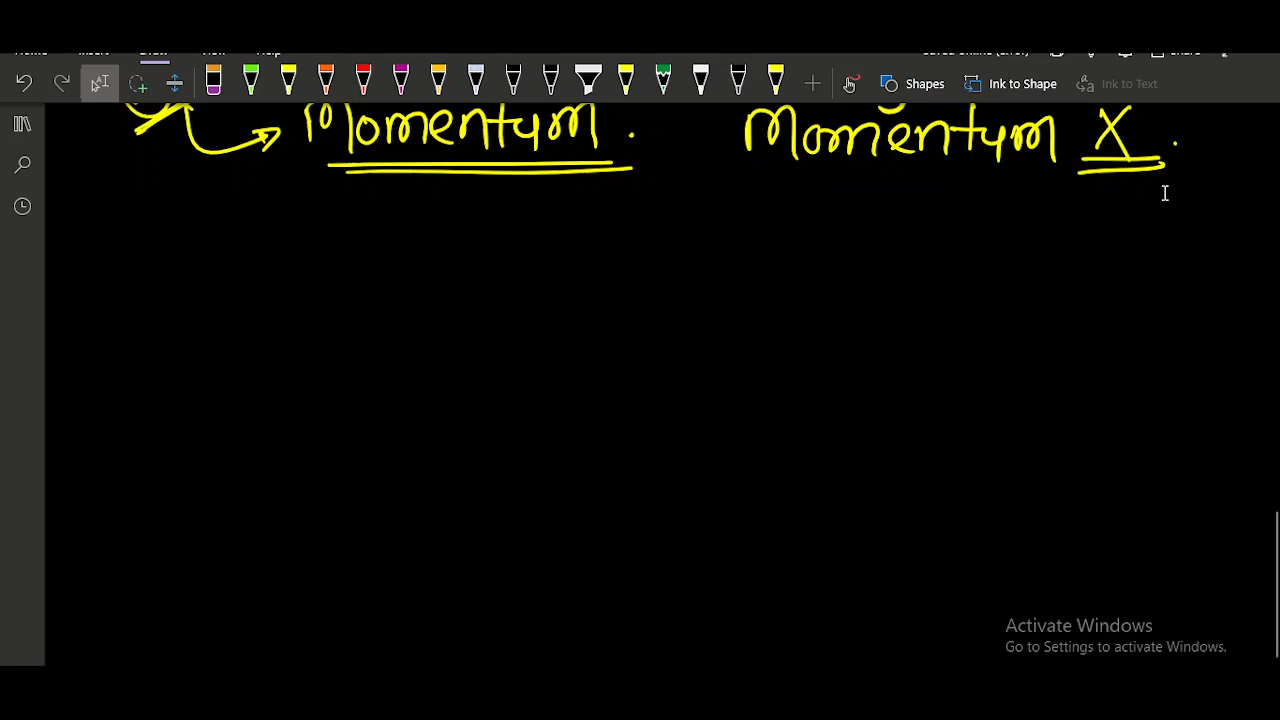 Shapes Ink to Shape Ink to Text
Momentum . Momentum X .
Activate Windows
Go to Settings to activate Windows.